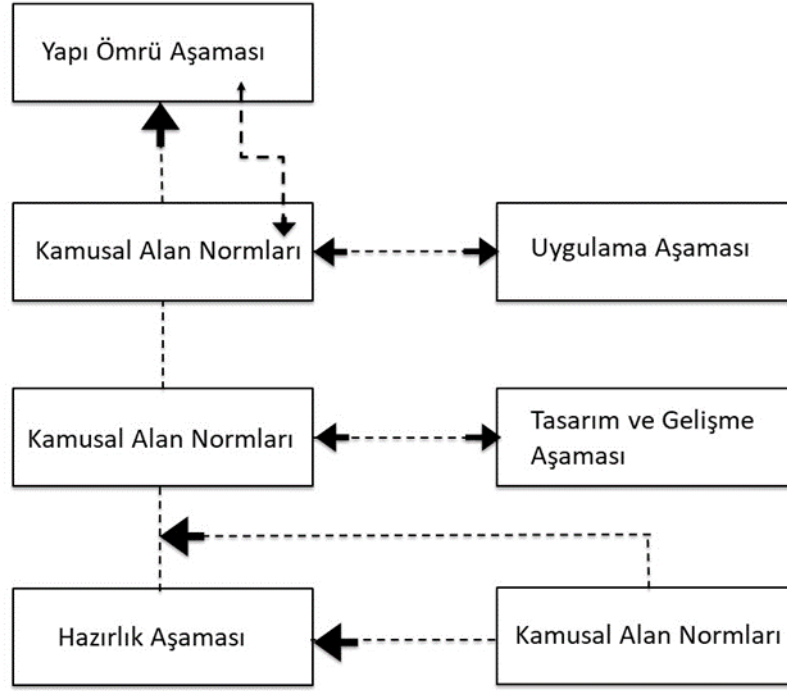 Yapı Ömrü Aşaması
Kamusal Alan Normları
Uygulama Aşaması
Kamusal Alan Normları
Tasarım ve Gelişme
Aşaması
Hazırlık Aşaması
Kamusal Alan Normları